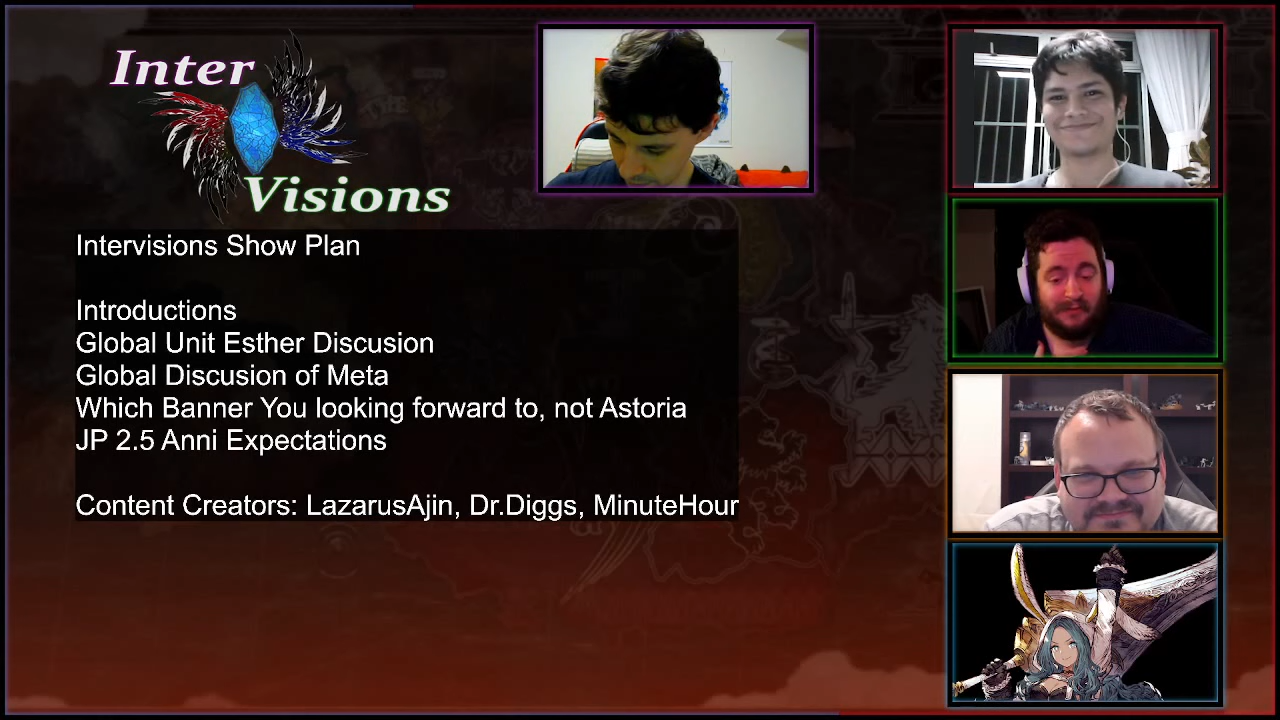 Inter
Visions
Intervisions Show Plan
Introductions
Global Unit Esther Discusion
Global Discusion of Meta
Which Banner You looking forward to, not Astoria
JP 2.5 Anni Expectations
Content Creators: LazarusAjin, Dr.Diggs, MinuteHour